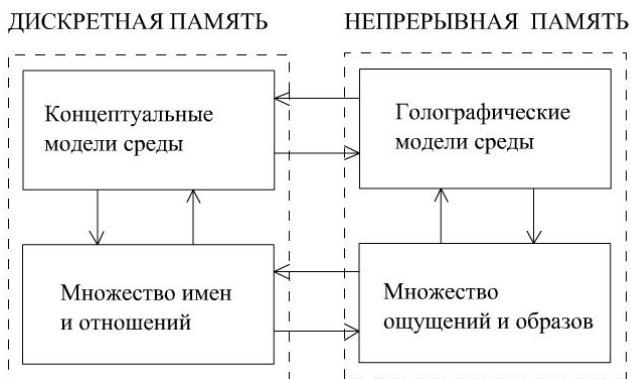 ДИСКРЕТНАЯ ПАМЯТЬ
НЕПРЕРЫВНАЯ ПАМЯТЬ
Концептуальные
модели среды
Голографические
модели среды
Множество имен
и отношений
Множество
ощущений и образов